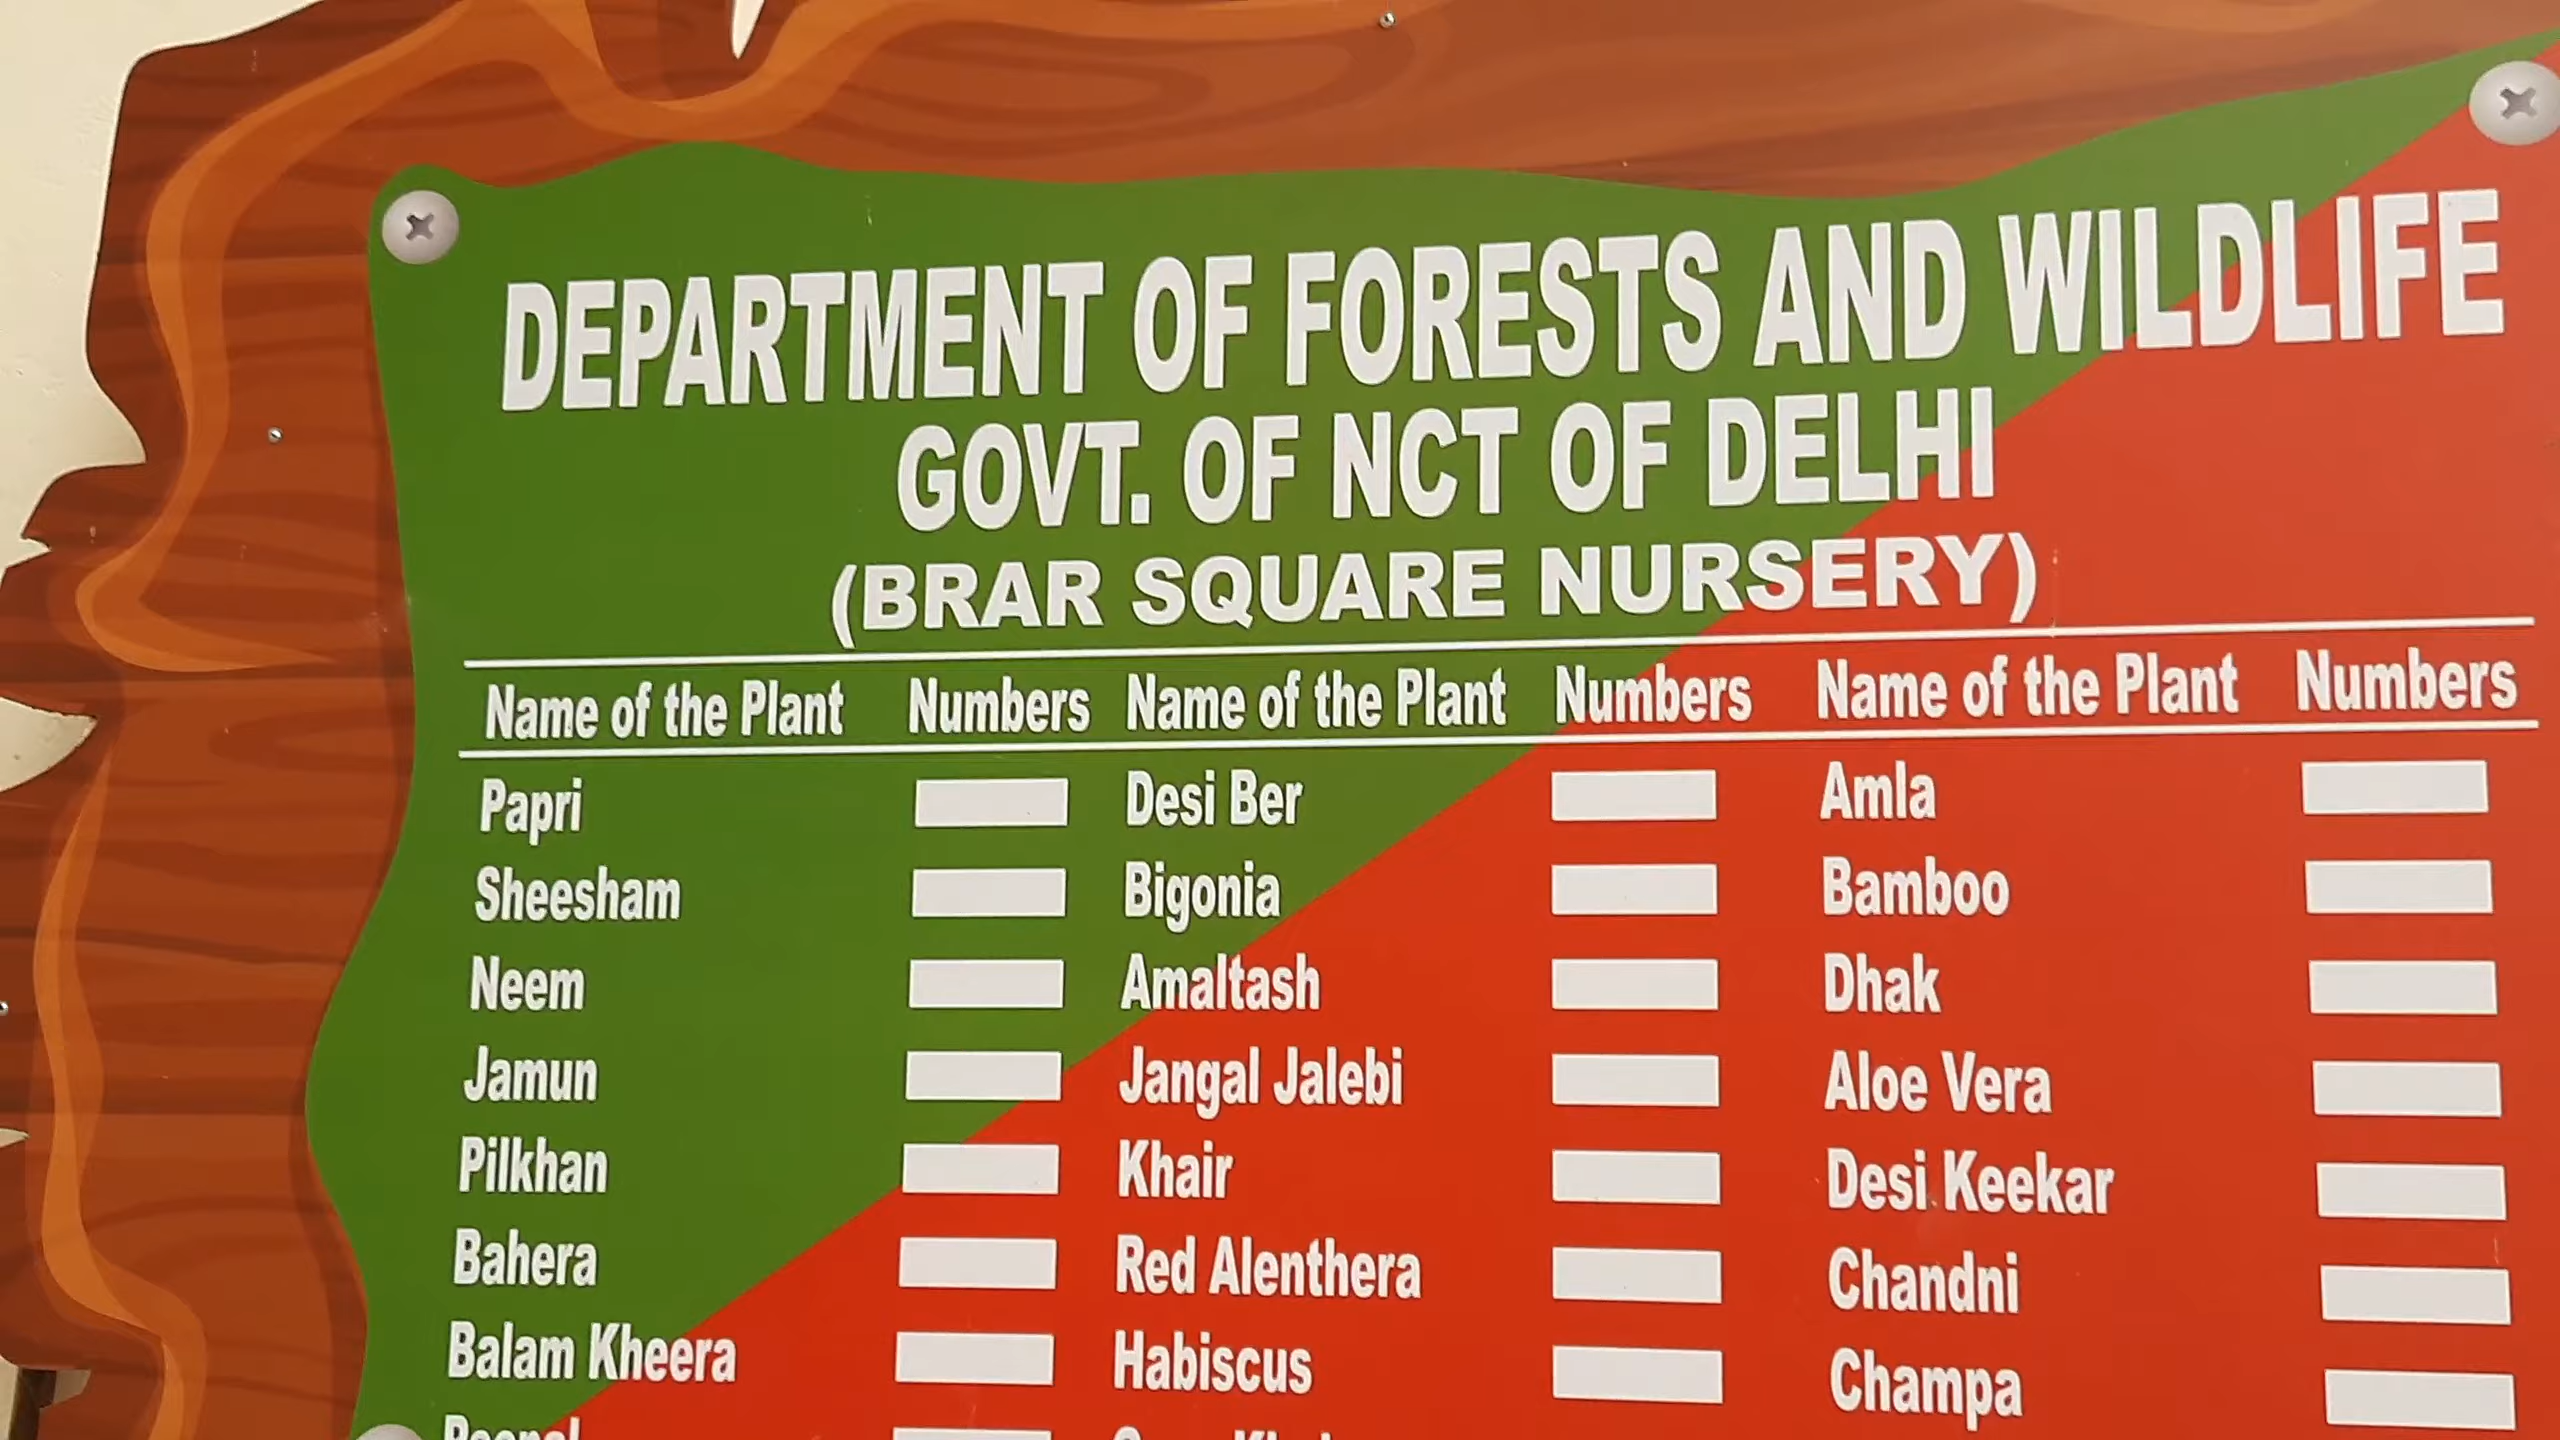 DEPARTMENT OF FORESTS AND WILDLIFE
GOVT. OF NCT OF DELHI
(BRAR SQUARE NURSERY)
Name of the Plant Numbers Name of the Plant Numbers Name of the Plant Numbers
Papri Desi Ber Amla
Sheesham Bigonia Bamboo
Neem Amaltash Dhak
Jamun Jangal Jalebi Aloe Vera
Pilkhan Khair Desi Keekar
Bahera Red Alenthera Chandni
Balam Kheera Habiscus Champa